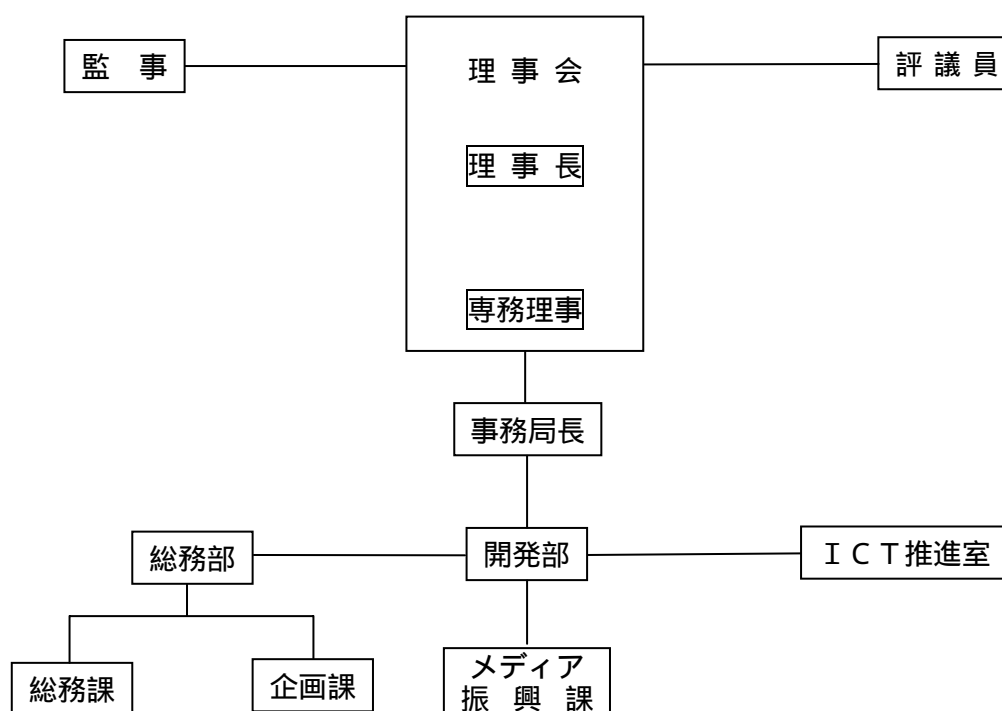 監　事
理 事 会
評 議 員
理 事 長
専務理事
事務局長
総務部
開発部
ＩＣＴ推進室
総務課
企画課
メディア
振　興　課